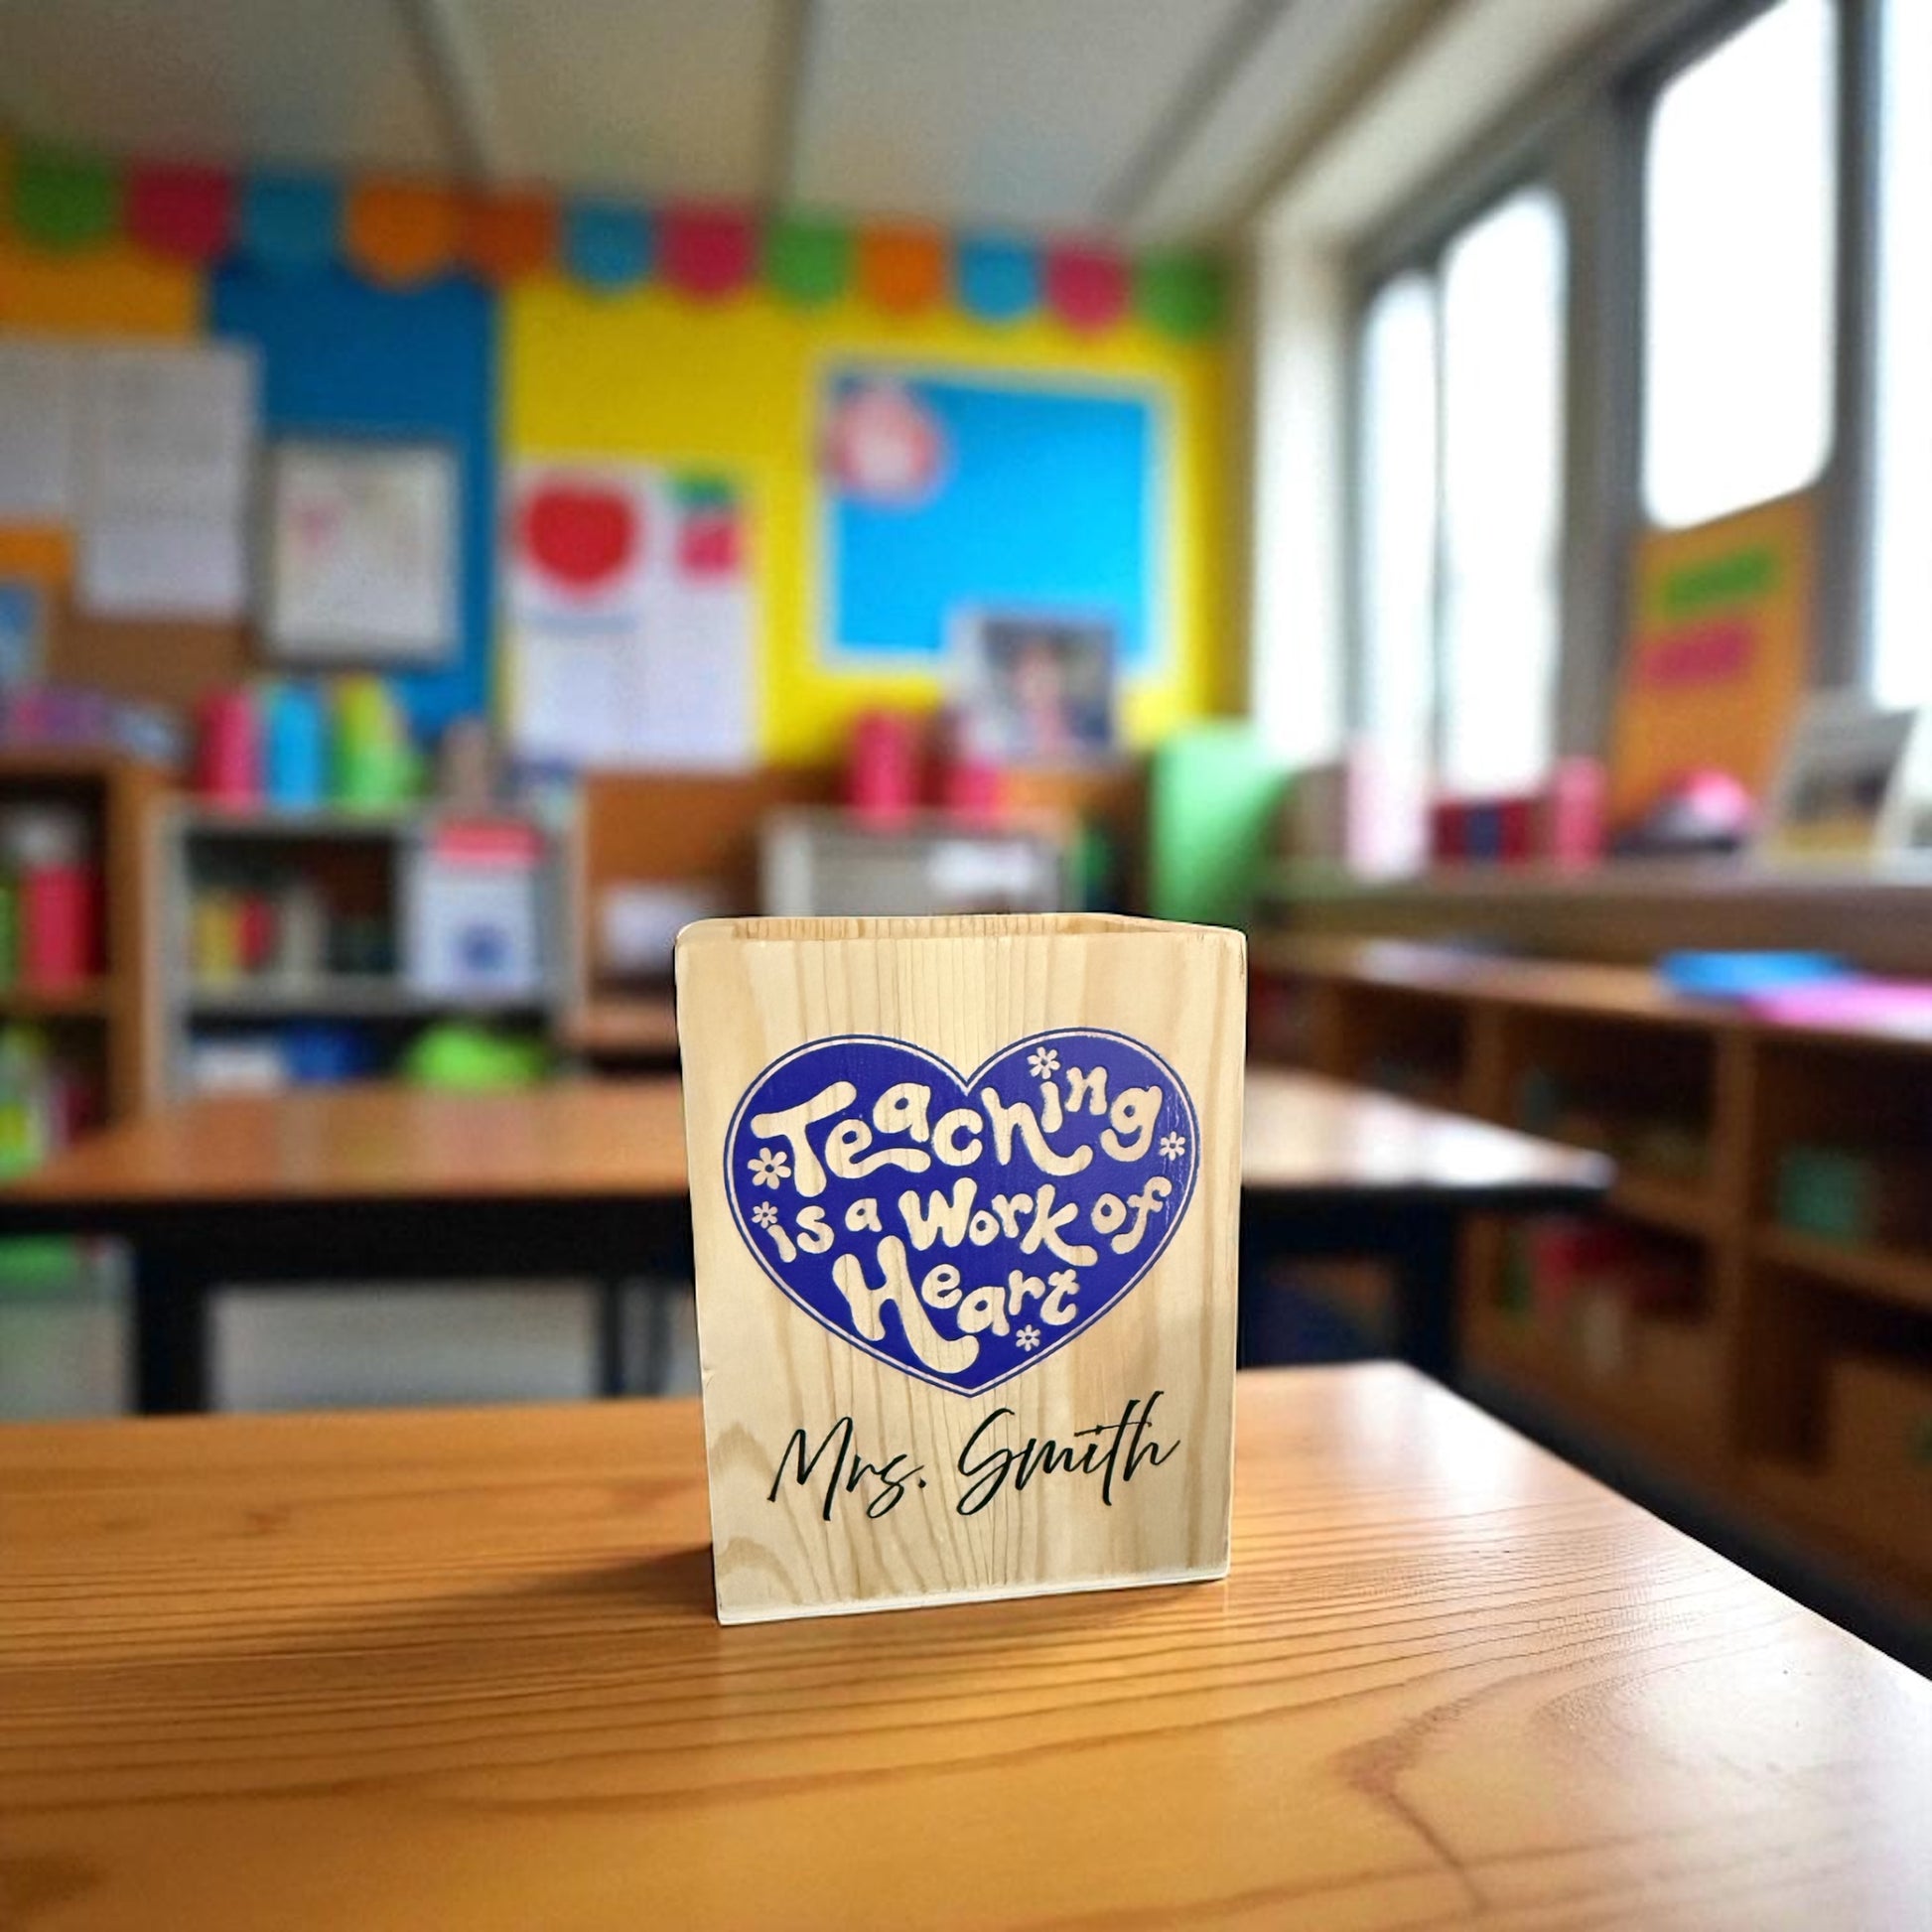 Teaching
is a Work of
Heart
Mrs. Smith